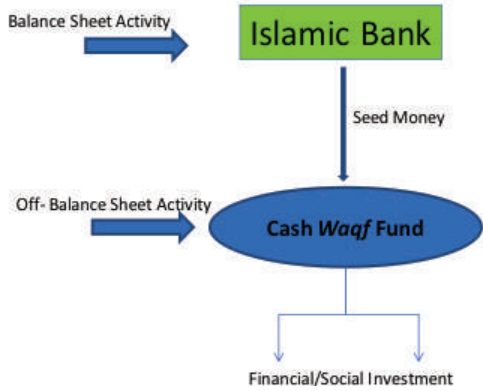 Balance Sheet Activity
Islamic Bank
Seed Money
Off- Balance Sheet Activity
Cash Waqf Fund
Financial/Social Investment